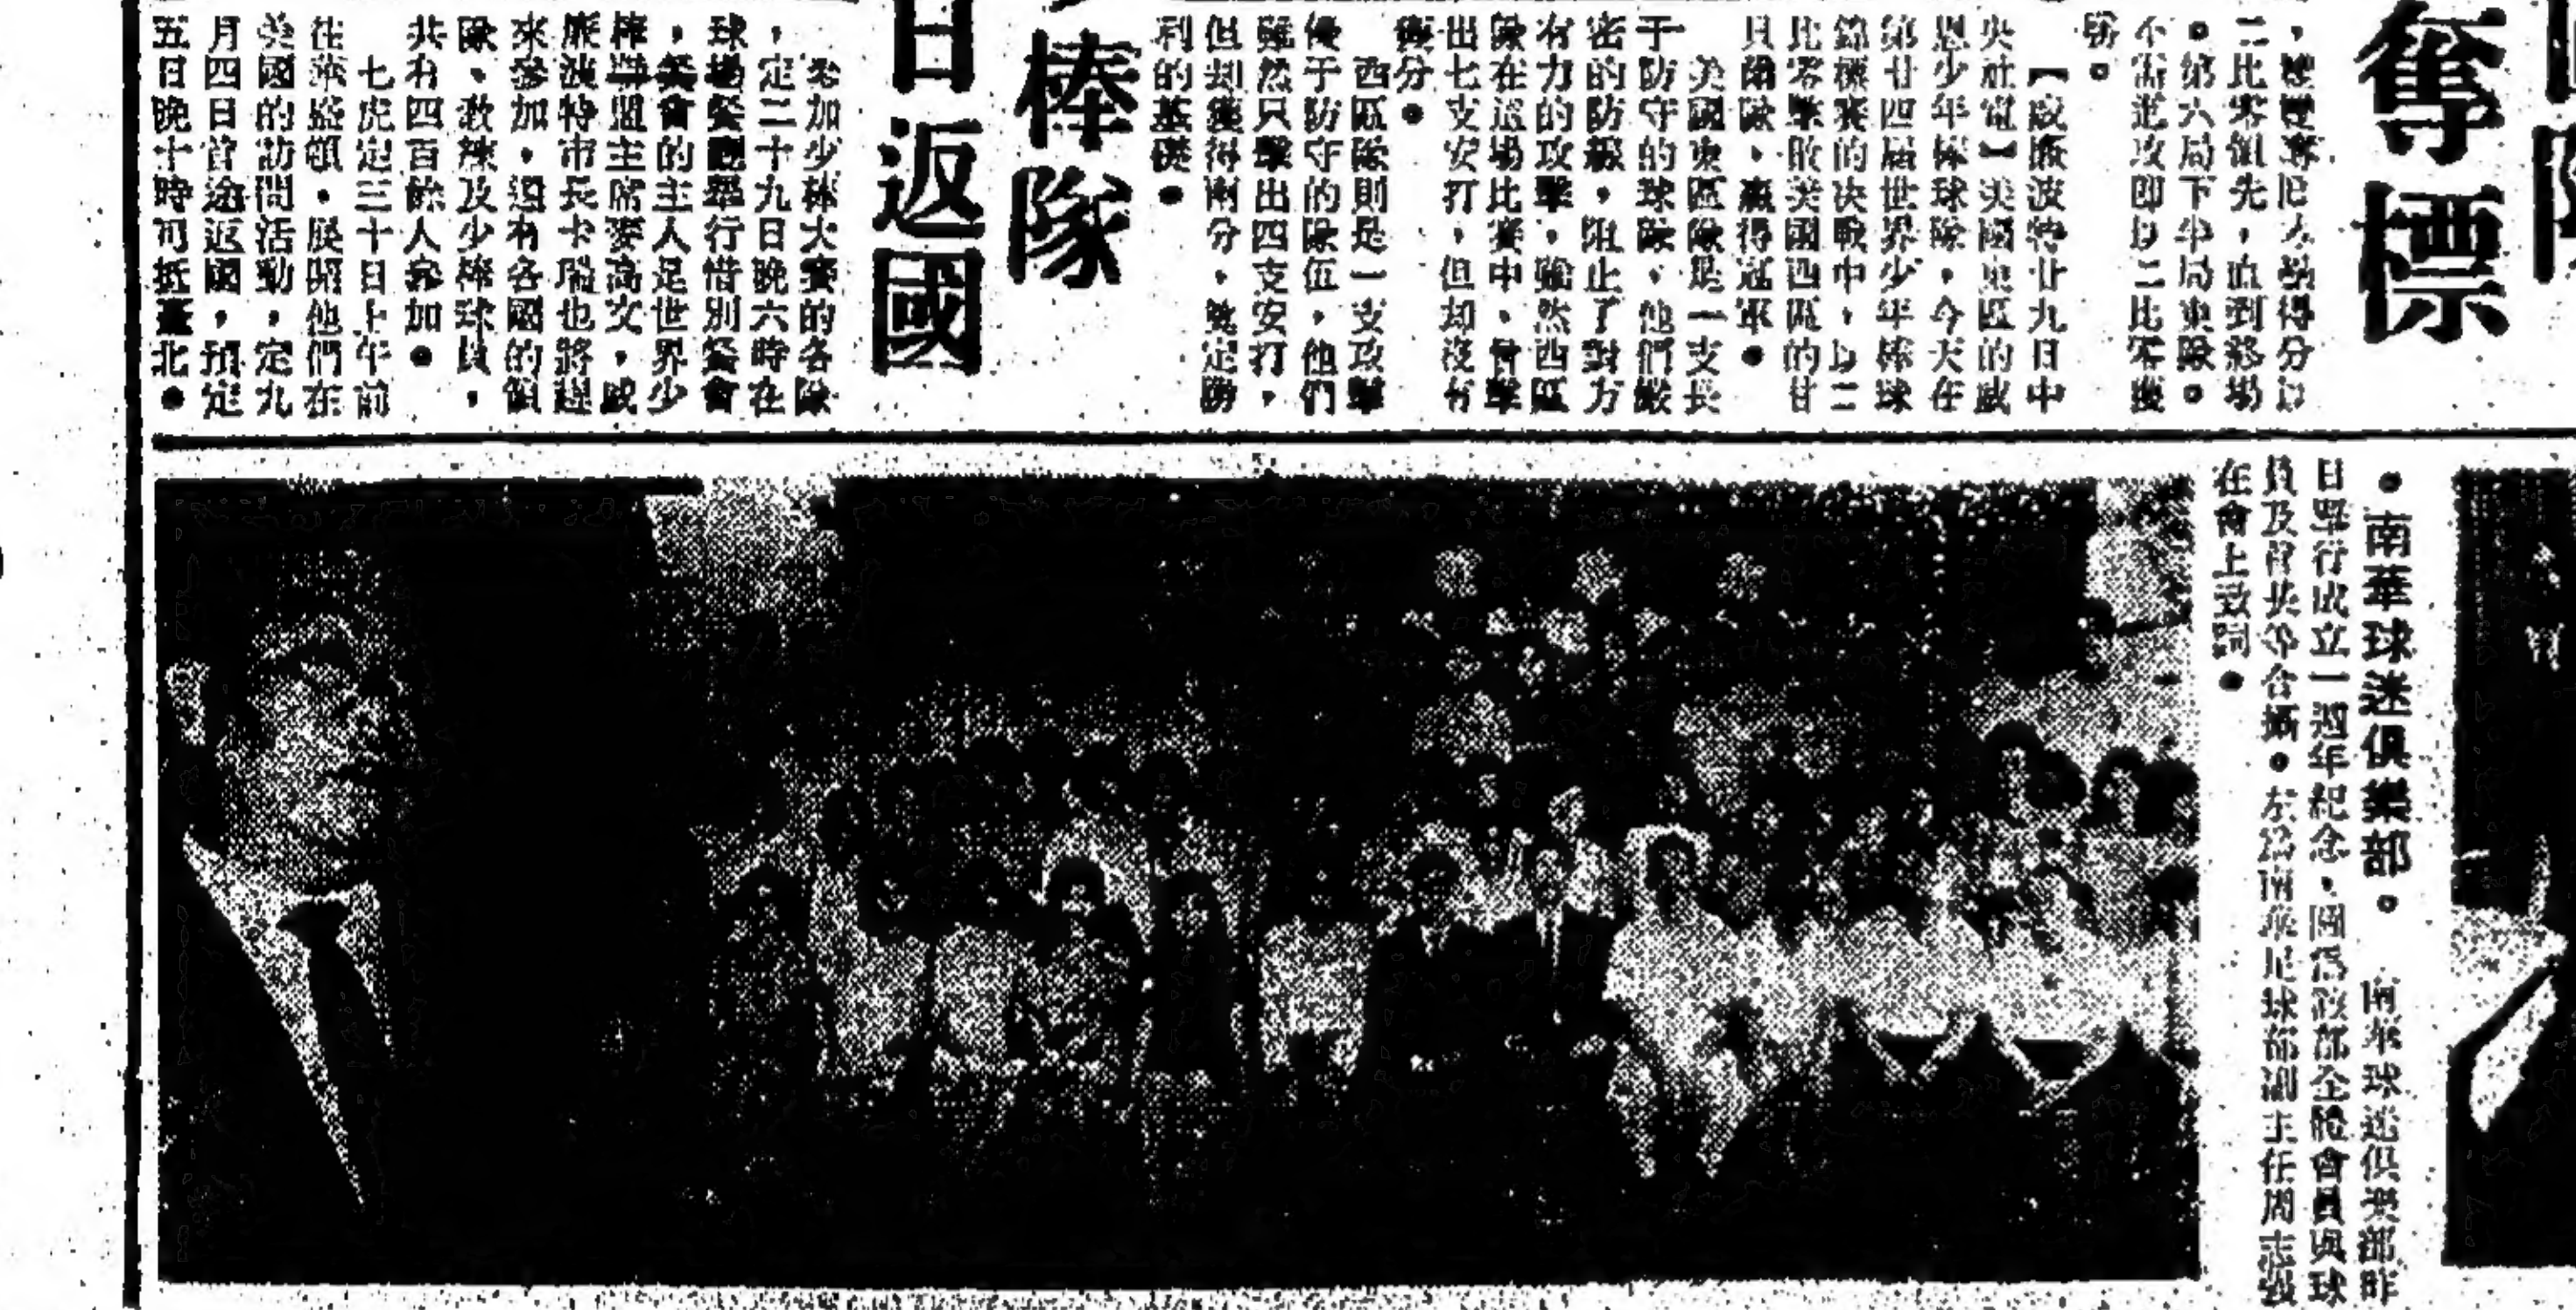 隊
奪標
得分
二比零領先，直到終場
。第六局下半局東隊。
不需進攻即以二比零獲
勝。
【威廉波特廿九日中
央社電】美國東區的威
恩少年棒球隊，今天在
第廿四屆世界少年棒球
錦標賽的決戰中，以二
比零擊敗美國西區的甘
貝爾隊，贏得冠軍●
美國東區隊是一支長
于防守的球隊，他們嚴
密的防線，阻止了對方
有力的攻擊，雖然西區
隊在這場比賽中，曾擊
出七支安打，但却沒有
得分●
西區隊則是一支攻擊
優于防守的隊伍，他們
雖然只擊出四支安打，
但却獲得兩分，奠定勝
利的基礎●
棒隊
日返國
參加少棒大賽的各隊
，定二十九日晚六時在
球場餐廳舉行惜別餐會
，餐會的主人是世界少
棒聯盟主席麥高文，威
廉波特市長卡瑞也將趕
來參加，還有各國的領
隊、教練及少棒球員，
共有四百餘人參加●
七虎定三十日上午前
往華盛頓，展開他們在
美國的訪問活動，定九
月四日首途返國，預定
五日晚十時可抵臺北●
●南華球迷俱樂部。 南華球迷俱樂部昨
日舉行成立一週年紀念，圖爲該部全體會員與球
員及 等合攝●左爲南華足球部副主任周志強
在會上致詞●